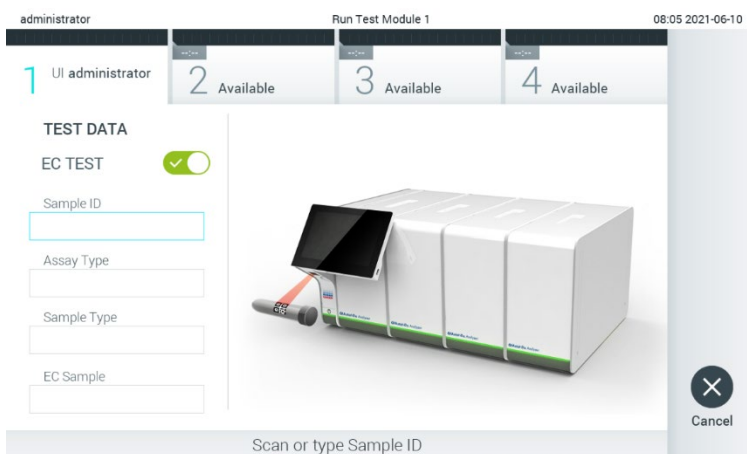 administrator
Run Test Module 1
08:05 2021-06-10
--:--
--:--
--:--
1 UI administrator
2 Available
3 Available
4 Available
TEST DATA
EC TEST
Sample ID
Assay Type
Sample Type
EC Sample
Cancel
Scan or type Sample ID